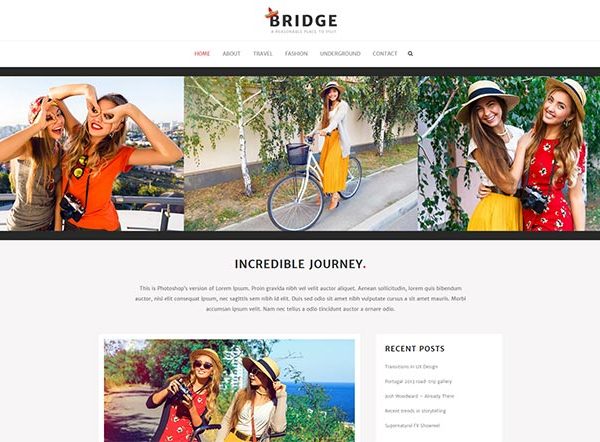 BRIDGE
A REASONABLE PLACE TO VISIT
HOME ABOUT TRAVEL FASHION UNDERGROUND CONTACT
INCREDIBLE JOURNEY.
This is Photoshop's version of Lorem Ipsum. Proin gravida nibh vel velit auctor aliquet. Aenean sollicitudin, lorem quis bibendum
auctor, nisi elit consequat ipsum, nec sagittis sem nibh id elit. Duis sed odio sit amet nibh vulputate cursus a sit amet mauris. Morbi
accumsan ipsum velit. Nam nec tellus a odio tincidunt auctor a ornare odio.
RECENT POSTS
Transitions In UX Design
Portugal 2013 road-trip gallery
Josh Woodward – Already There
Recent trends in storytelling
Supernatural FX Showreel